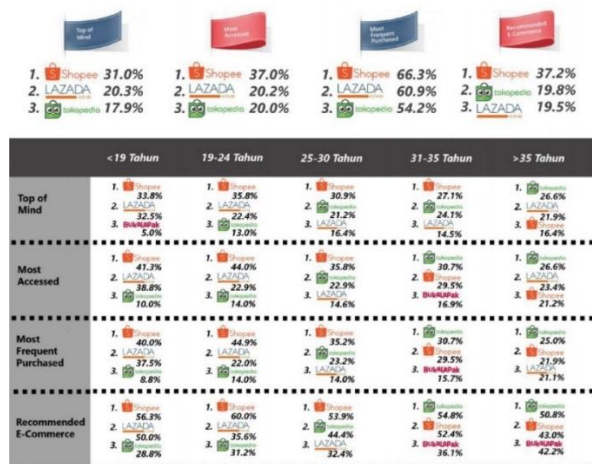 Top of
Mind
1. Shopee 31.0%
2. LAZADA 20.3%
3. tokopedia 17.9%
Most
Accessed
1. Shopee 37.0%
2. LAZADA 20.2%
3. tokopedia 20.0%
Most
Frequent
Purchased
1. Shopee 66.3%
2. LAZADA 60.9%
3. tokopedia 54.2%
Recommended
E-Commerce
1. Shopee 37.2%
2. tokopedia 19.8%
3. LAZADA 19.5%
<19 Tahun 19-24 Tahun 25-30 Tahun 31-35 Tahun >35 Tahun
Top of
Mind
1. Shopee
33.8%
2. LAZADA
32.5%
3. BukaLapak
5.0%
1. Shopee
35.8%
2. LAZADA
22.4%
3. tokopedia
13.0%
1. Shopee
30.9%
2. tokopedia
21.2%
3. LAZADA
16.4%
1. Shopee
27.1%
2. tokopedia
24.1%
3. LAZADA
14.5%
1. tokopedia
26.6%
2. LAZADA
21.9%
3. Shopee
16.4%
Most
Accessed
1. Shopee
41.3%
2. LAZADA
38.8%
3. tokopedia
10.0%
1. Shopee
44.0%
2. LAZADA
22.9%
3. tokopedia
14.0%
1. Shopee
35.8%
2. tokopedia
22.9%
3. LAZADA
14.6%
1. tokopedia
30.7%
2. Shopee
29.5%
3. BukaLapak
16.9%
1. tokopedia
26.6%
2. LAZADA
23.4%
3. Shopee
21.2%
Most
Frequent
Purchased
1. Shopee
40.0%
2. LAZADA
37.5%
3. tokopedia
8.8%
1. Shopee
44.9%
2. LAZADA
22.0%
3. tokopedia
14.0%
1. Shopee
35.2%
2. tokopedia
23.2%
3. LAZADA
14.0%
1. tokopedia
30.7%
2. Shopee
29.5%
3. BukaLapak
15.7%
1. tokopedia
25.0%
2. Shopee
21.9%
3. LAZADA
21.1%
Recommended
E-Commerce
1. Shopee
56.3%
2. LAZADA
50.0%
3. tokopedia
28.8%
1. Shopee
60.0%
2. LAZADA
35.6%
3. tokopedia
31.2%
1. Shopee
53.9%
2. tokopedia
44.4%
3. LAZADA
32.4%
1. tokopedia
54.8%
2. Shopee
52.4%
3. BukaLapak
36.1%
1. tokopedia
50.8%
2. Shopee
43.0%
3. BukaLapak
42.2%